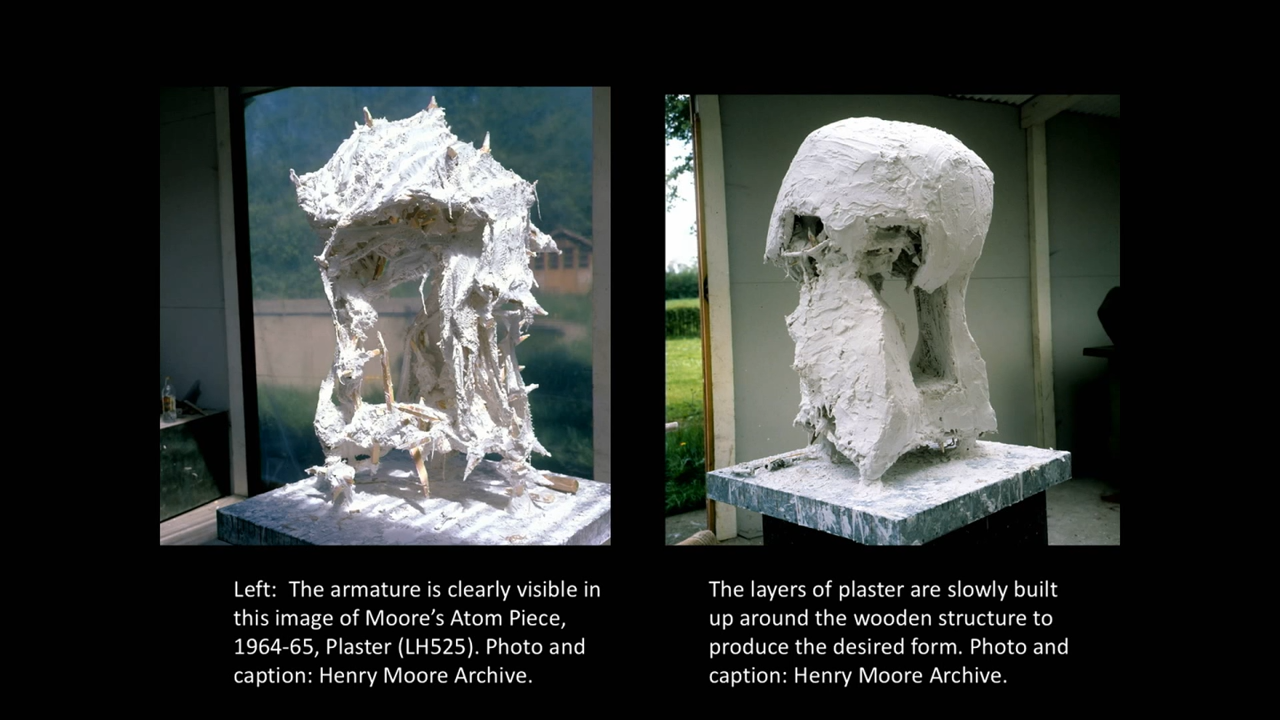 Left:  The armature is clearly visible in
this image of Moore’s Atom Piece,
1964-65, Plaster (LH525). Photo and
caption: Henry Moore Archive.
The layers of plaster are slowly built
up around the wooden structure to
produce the desired form. Photo and
caption: Henry Moore Archive.